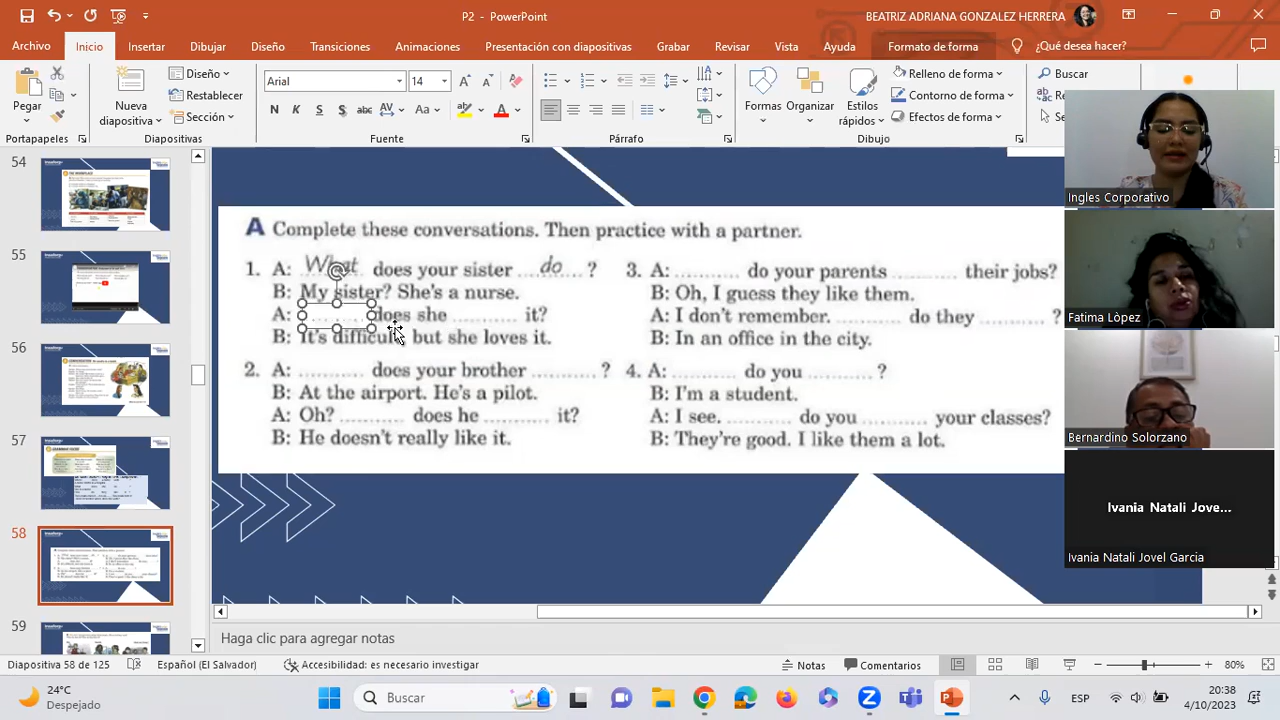 P2 - PowerPoint
BEATRIZ ADRIANA GONZALEZ HERRERA
Archivo Inicio Insertar Dibujar Diseño Transiciones Animaciones Presentación con diapositivas Grabar Revisar Vista Ayuda Formato de forma ¿Qué desea hacer?
Pegar
Portapapeles
Nueva diapositiva
Diseño
Restablecer
Sección
Diapositivas
Arial 14
N K S S abc AV Aa A
Fuente
Párrafo
Formas Organizar Estilos rápidos
Relleno de forma
Contorno de forma
Efectos de forma
Dibujo
Buscar
54
55
56
57
58
59
A Complete these conversations. Then practice with a partner.
1. A: What does your sister do ?
B: My sister? She's a nurse.
A: .......... does she .......... it?
B: It's difficult, but she loves it.
2. A: .......... does your brother .......... ?
B: At the airport. He's a pilot.
A: Oh? .......... does he .......... it?
B: He doesn't really like it.
3. A: .......... do your parents .......... their jobs?
B: Oh, I guess they like them.
A: I don't remember. .......... do they .......... ?
B: In an office in the city.
4. A: .......... do you .......... ?
B: I'm a student.
A: I see. .......... do you .......... your classes?
B: They're good. I like them a lot.
Ingles Corporativo
Fatima López
Bernardino Solorzano
Ivania Natali Jove...
Ivania Natali Jovel Garcia
Haga clic para agregar notas
Diapositiva 58 de 125 Español (El Salvador) Accesibilidad: es necesario investigar Notas Comentarios 80%
24°C
Despejado
Buscar
ESP
20:38
4/10/2023